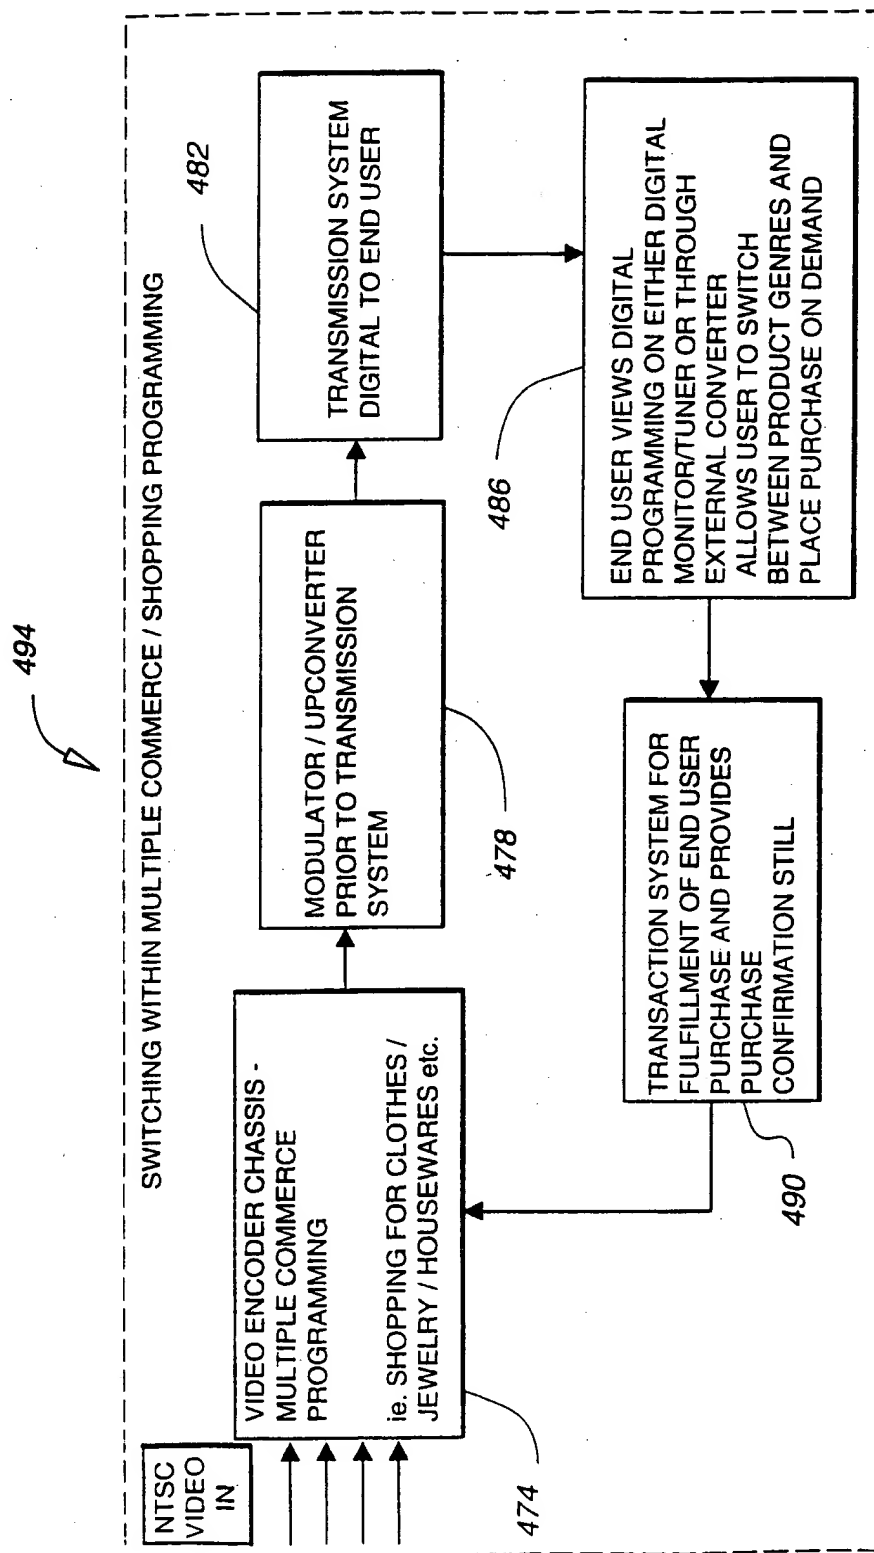 494
SWITCHING WITHIN MULTIPLE COMMERCE / SHOPPING PROGRAMMING
NTSC
VIDEO
IN
VIDEO ENCODER CHASSIS -
MULTIPLE COMMERCE
PROGRAMMING
ie. SHOPPING FOR CLOTHES /
JEWELRY / HOUSEWARES etc.
474
MODULATOR / UPCONVERTER
PRIOR TO TRANSMISSION
SYSTEM
478
TRANSMISSION SYSTEM
DIGITAL TO END USER
482
END USER VIEWS DIGITAL
PROGRAMMING ON EITHER DIGITAL
MONITOR/TUNER OR THROUGH
EXTERNAL CONVERTER
ALLOWS USER TO SWITCH
BETWEEN PRODUCT GENRES AND
PLACE PURCHASE ON DEMAND
486
TRANSACTION SYSTEM FOR
FULFILLMENT OF END USER
PURCHASE AND PROVIDES
PURCHASE
CONFIRMATION STILL
490